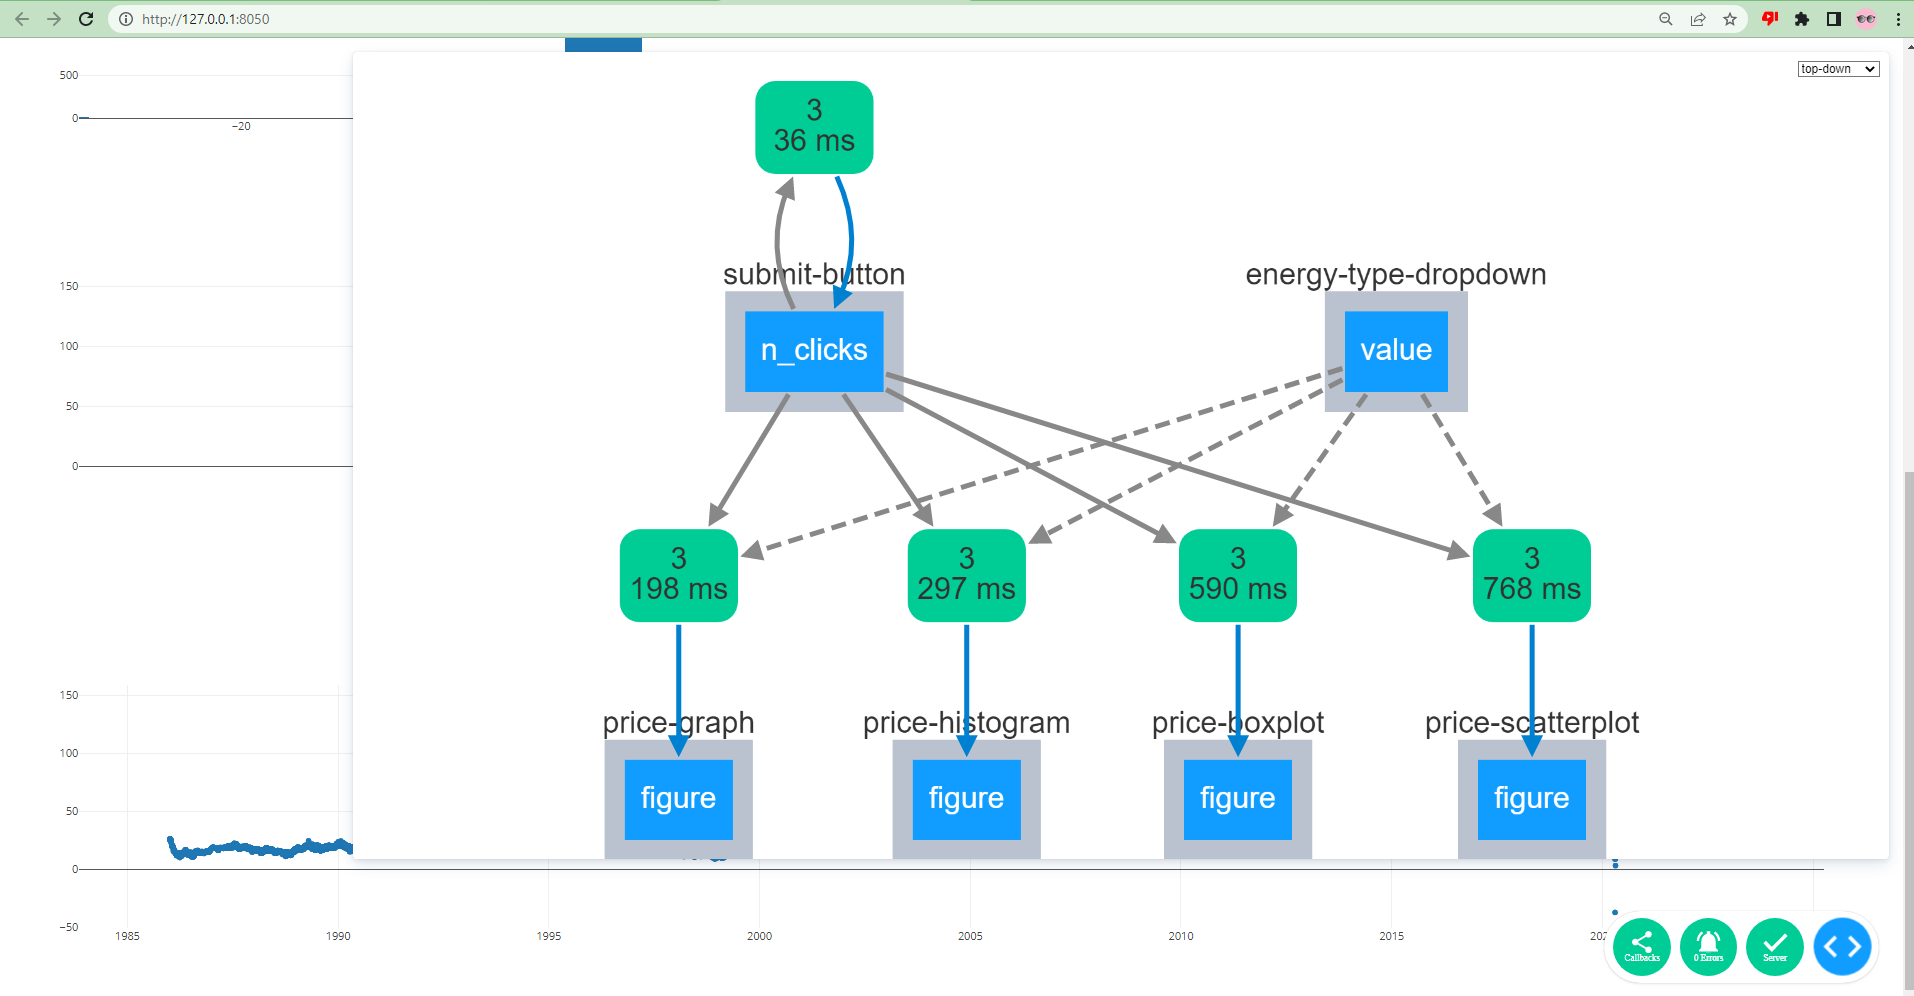 http://127.0.0.1:8050
top-down
500
0
−20
3
36 ms
submit-button
energy-type-dropdown
n_clicks
value
150
100
50
0
3
198 ms
3
297 ms
3
590 ms
3
768 ms
price-graph
price-histogram
price-boxplot
price-scatterplot
figure
figure
figure
figure
150
100
50
0
−50
1985
1990
1995
2000
2005
2010
2015
Callbacks
0 Errors
Server